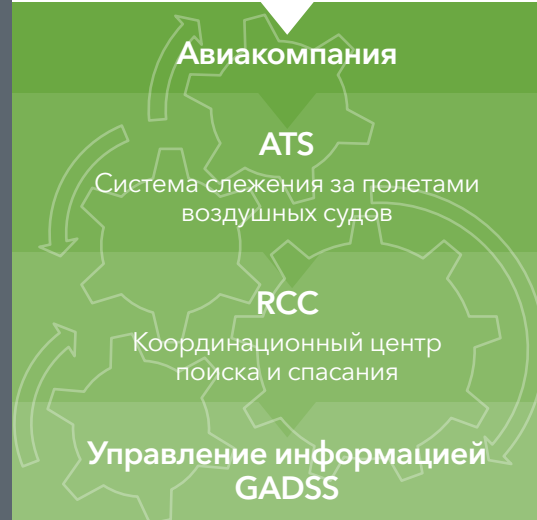 Авиакомпания
ATS
Система слежения за полетами
воздушных судов
RCC
Координационный центр
поиска и спасания
Управление информацией
GADSS